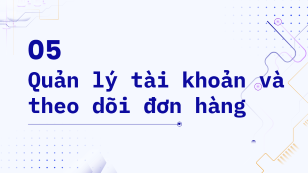 05
Quản lý tài khoản và
theo dõi đơn hàng